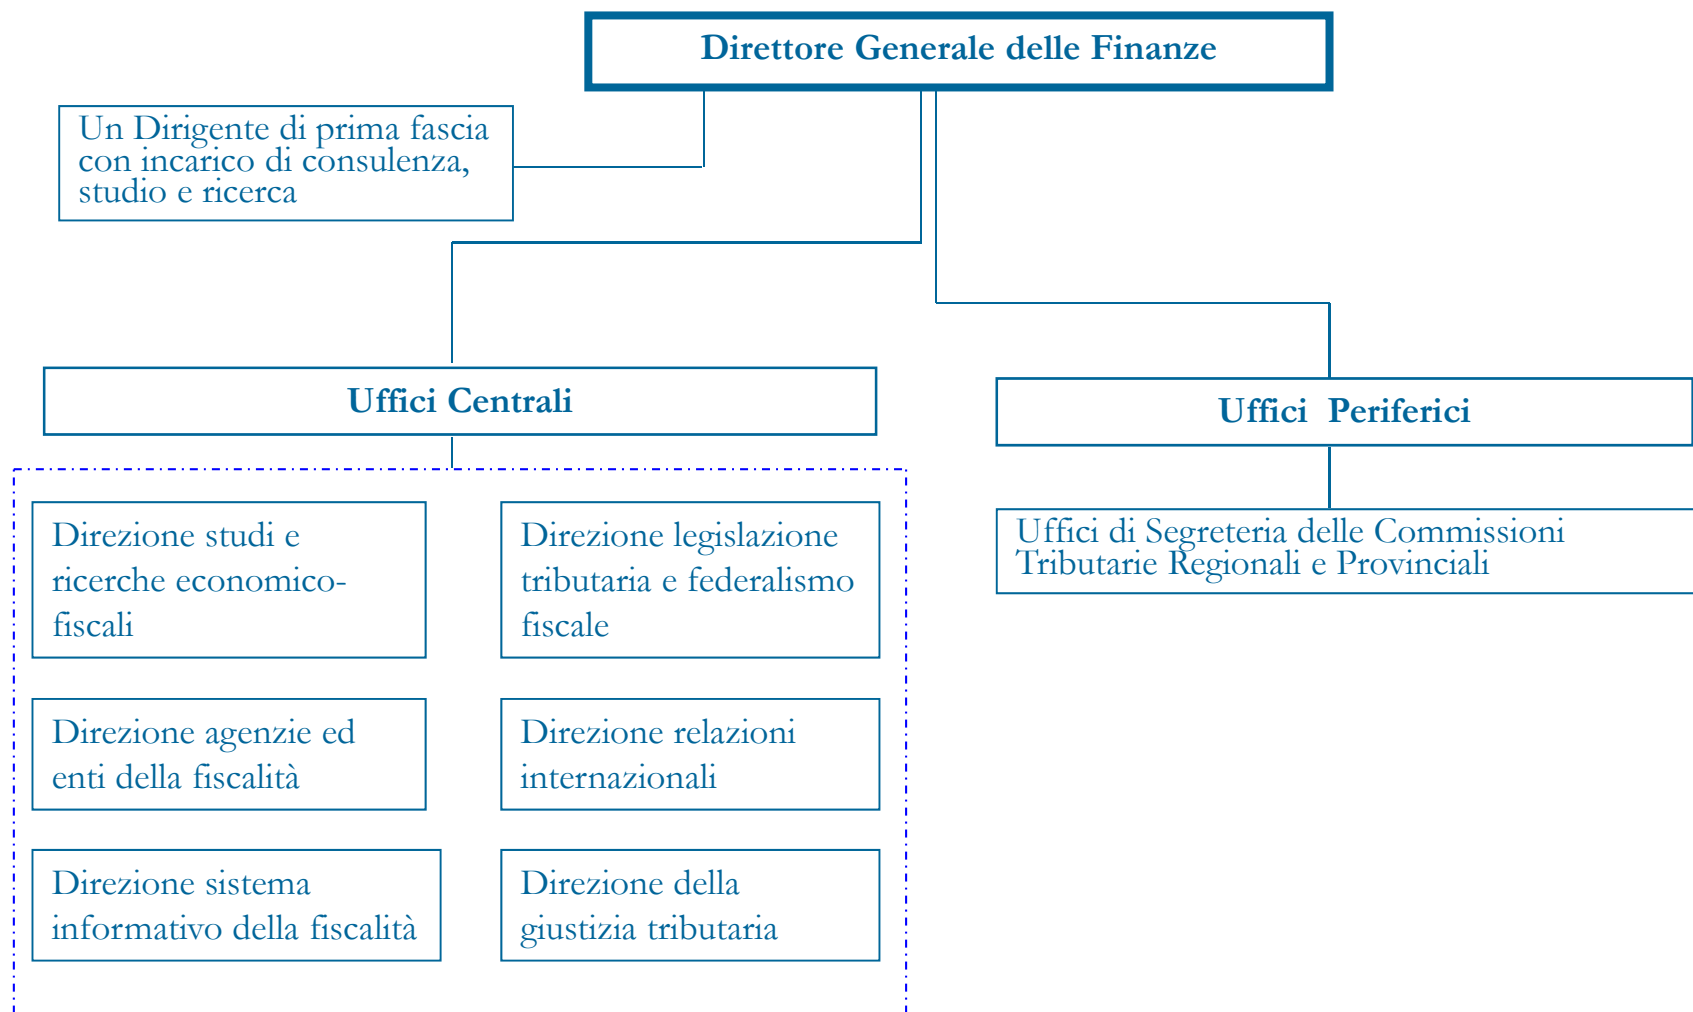 Direttore Generale delle Finanze
Un Dirigente di prima fascia
con incarico di consulenza,
studio e ricerca
Uffici Centrali
Uffici Periferici
Direzione studi e
ricerche economico-
fiscali
Direzione legislazione
tributaria e federalismo
fiscale
Uffici di Segreteria delle Commissioni
Tributarie Regionali e Provinciali
Direzione agenzie ed
enti della fiscalità
Direzione relazioni
internazionali
Direzione sistema
informativo della fiscalità
Direzione della
giustizia tributaria